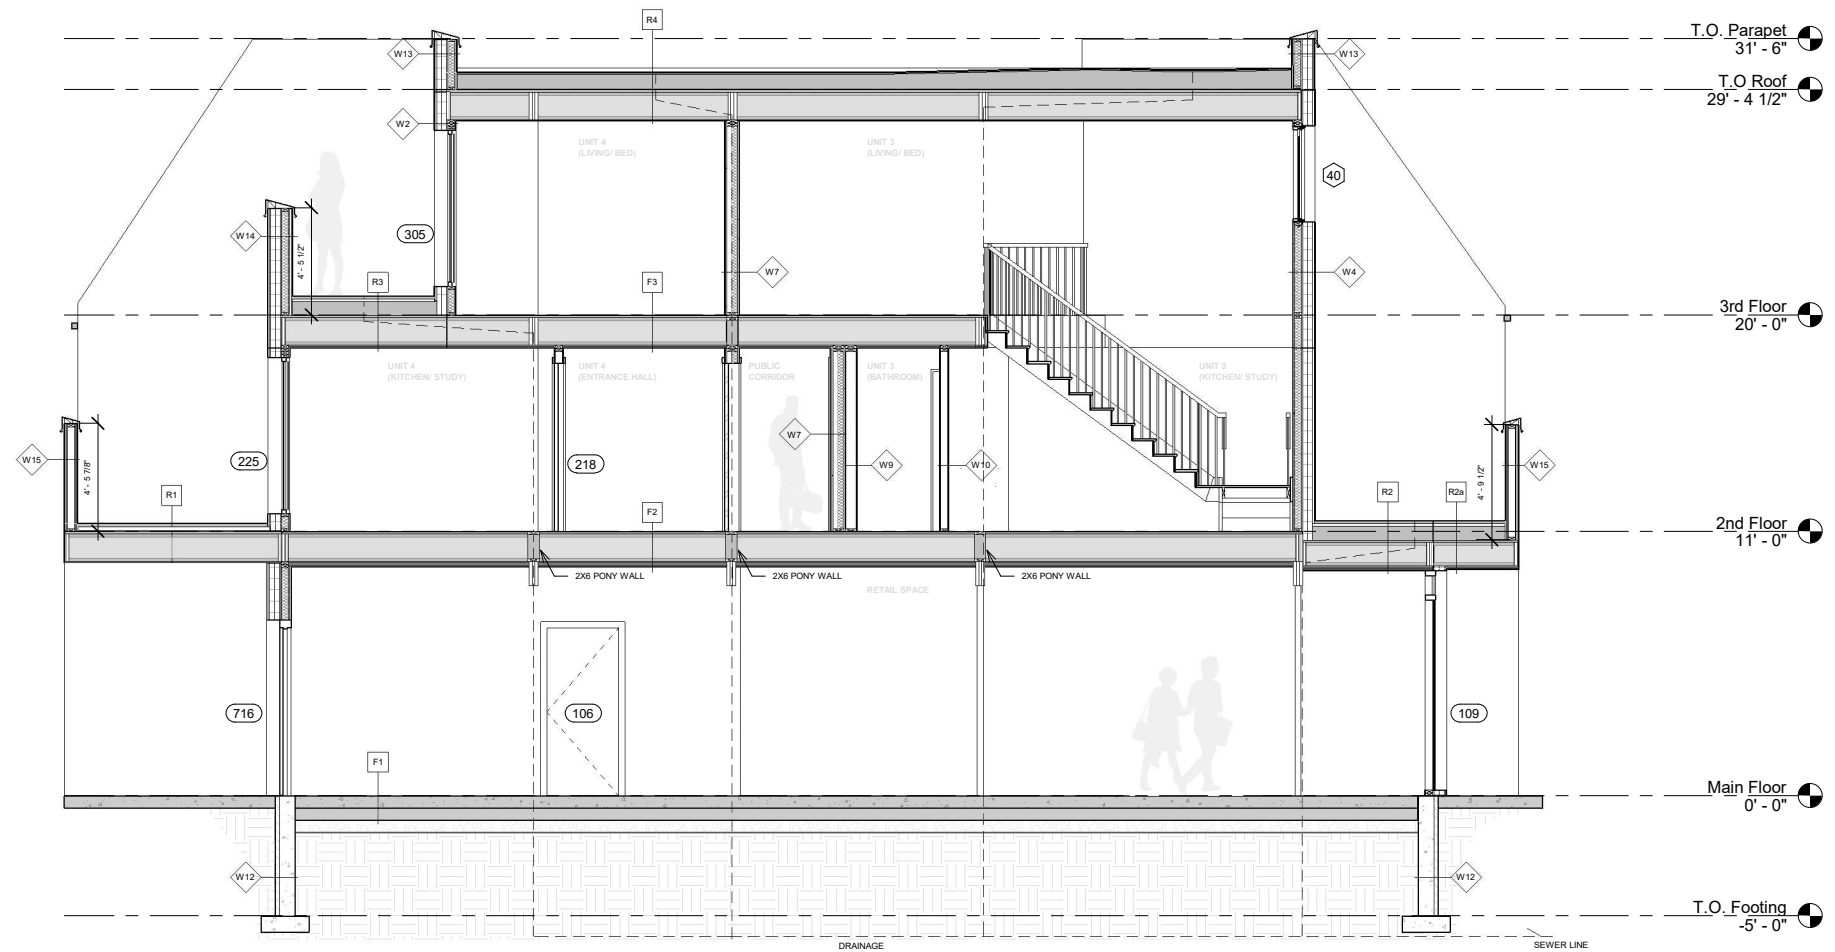 R4
T.O. Parapet
31' - 6"
W13
W13
T.O Roof
29' - 4 1/2"
W2
UNIT 4
(LIVING/ BED)
UNIT 3
(LIVING/ BED)
40
W14
305
4' - 5 1/2"
R3
F3
W7
W4
3rd Floor
20' - 0"
UNIT 4
(KITCHEN/ STUDY)
UNIT 4
(ENTRANCE HALL)
PUBLIC
CORRIDOR
UNIT 3
(BATHROOM)
UNIT 3
(KITCHEN/ STUDY)
W15
4' - 5 7/8"
225
218
W7
W9
W10
4' - 9 1/2"
W15
R1
F2
R2
R2a
2nd Floor
11' - 0"
2X6 PONY WALL
2X6 PONY WALL
2X6 PONY WALL
RETAIL SPACE
716
106
109
F1
Main Floor
0' - 0"
W12
W12
T.O. Footing
-5' - 0"
DRAINAGE
SEWER LINE